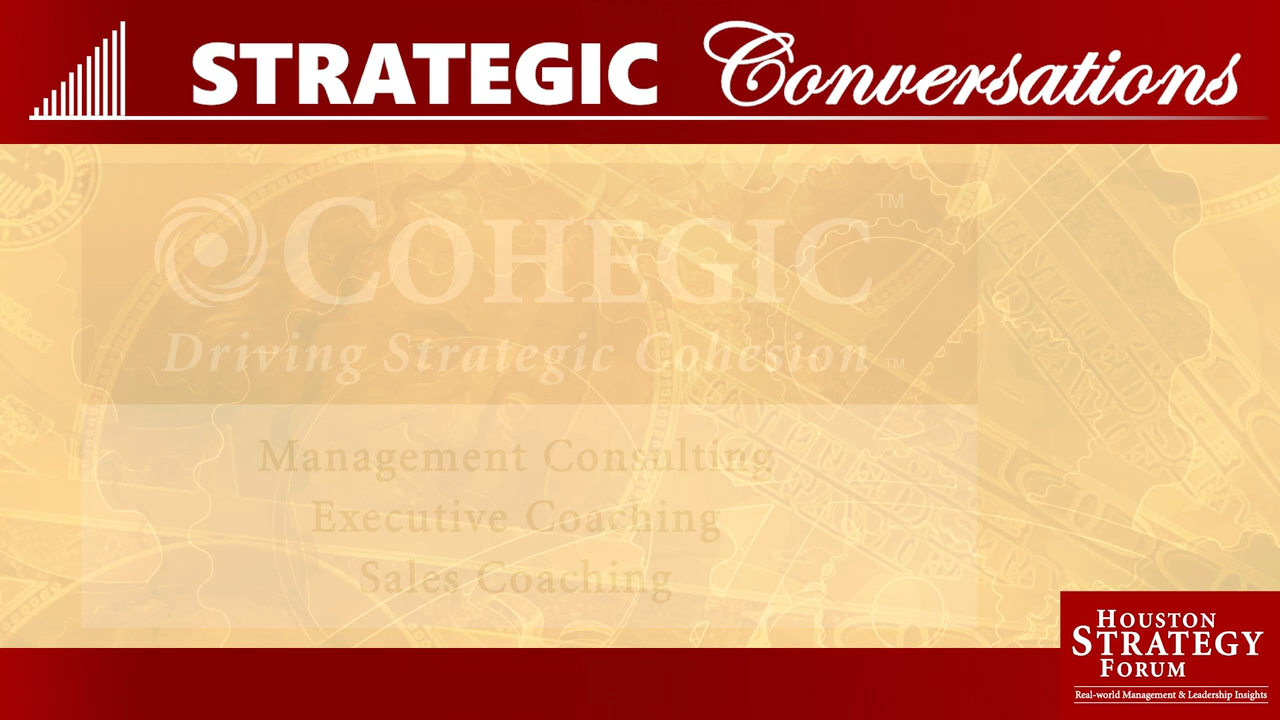 STRATEGIC Conversations
COHEGIC™
Driving Strategic Cohesion™
Management Consulting
Executive Coaching
Sales Coaching
HOUSTON
STRATEGY
FORUM
Real-world Management & Leadership Insights